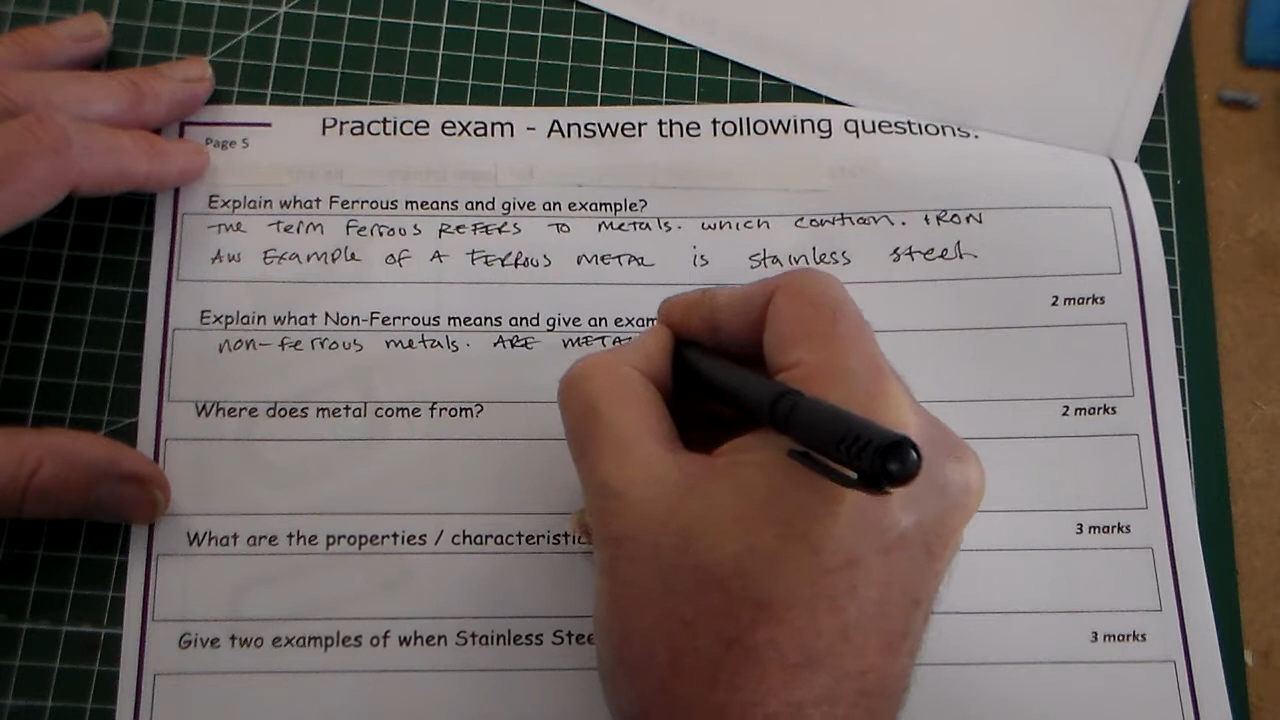 Practice exam - Answer the following questions.
Page 5
Explain what Ferrous means and give an example?
The Term Ferrous REFERS TO METALS. which contian. IRON
AN Example of A FERROUS METAL is stainless steel
2 marks
Explain what Non-Ferrous means and give an exam
non-ferrous metals. ARE META
Where does metal come from?
2 marks
What are the properties / characteristic
3 marks
Give two examples of when Stainless Stee
3 marks